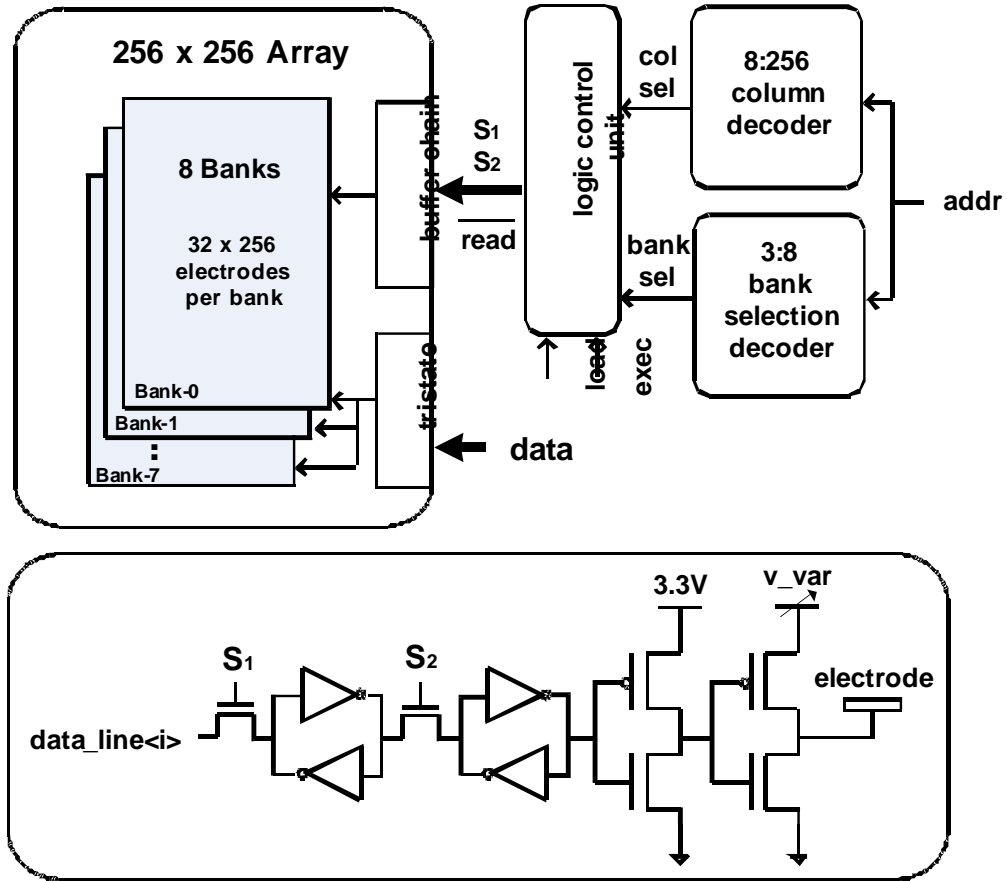 256 x 256 Array
8 Banks
32 x 256
electrodes
per bank
Bank-0
Bank-1
⋮
Bank-7
buffer chain
tristate
S1
S2
read
data
logic control
unit
col
sel
bank
sel
load
exec
8:256
column
decoder
3:8
bank
selection
decoder
addr
data_line<i>
S1
S2
3.3V
v_var
electrode